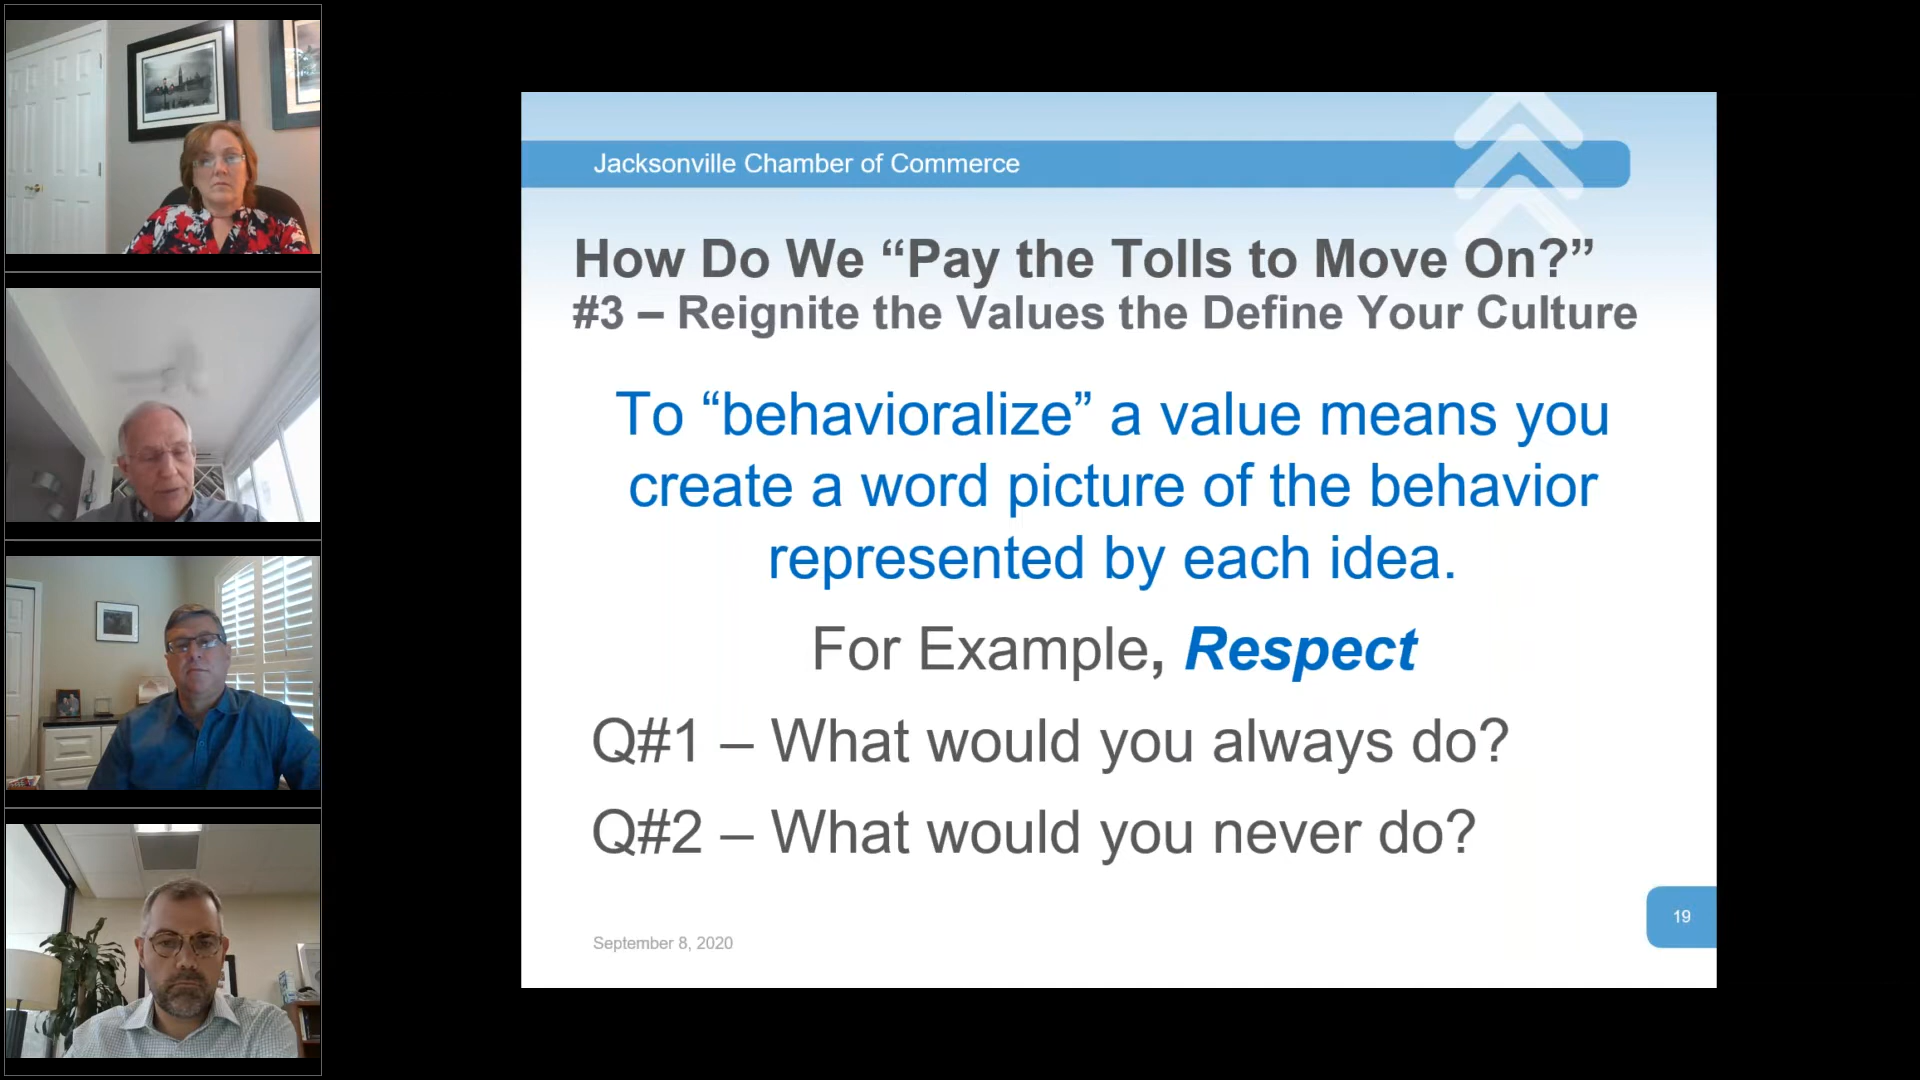 Jacksonville Chamber of Commerce
How Do We “Pay the Tolls to Move On?”
#3 – Reignite the Values the Define Your Culture
To “behavioralize” a value means you
create a word picture of the behavior
represented by each idea.
For Example, Respect
Q#1 – What would you always do?
Q#2 – What would you never do?
September 8, 2020
19